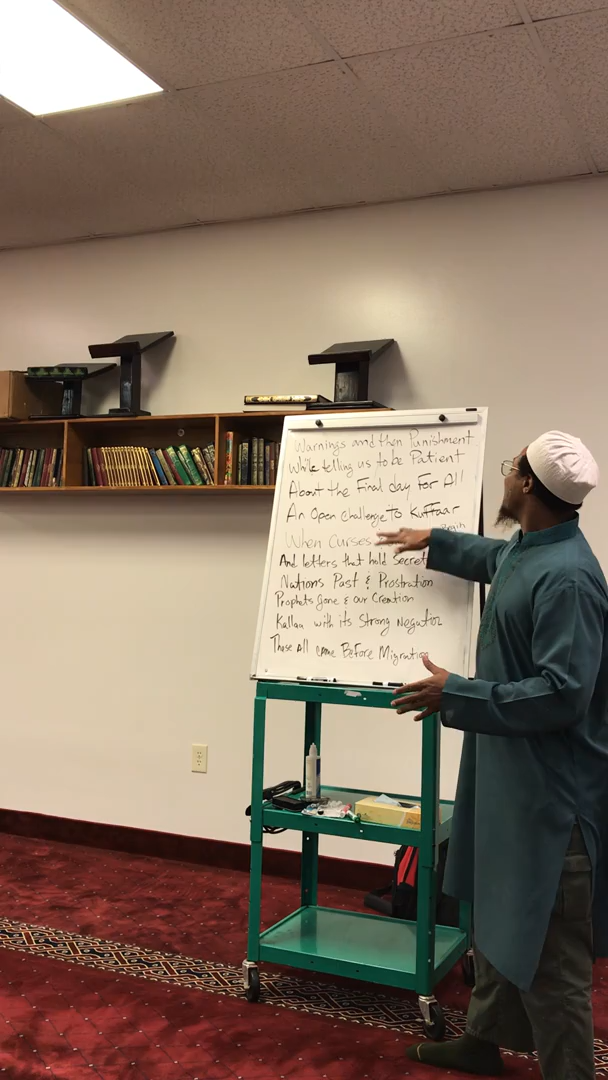 Warnings and then Punishment
While telling us to be Patient
About the Final day For All
An Open challenge to Kuffaar
When Curses Begin
And letters that hold Secret
Nations Past & Prostration
Prophets gone & our Creation
Kallaa with its Strong Negation
These all came Before Migration